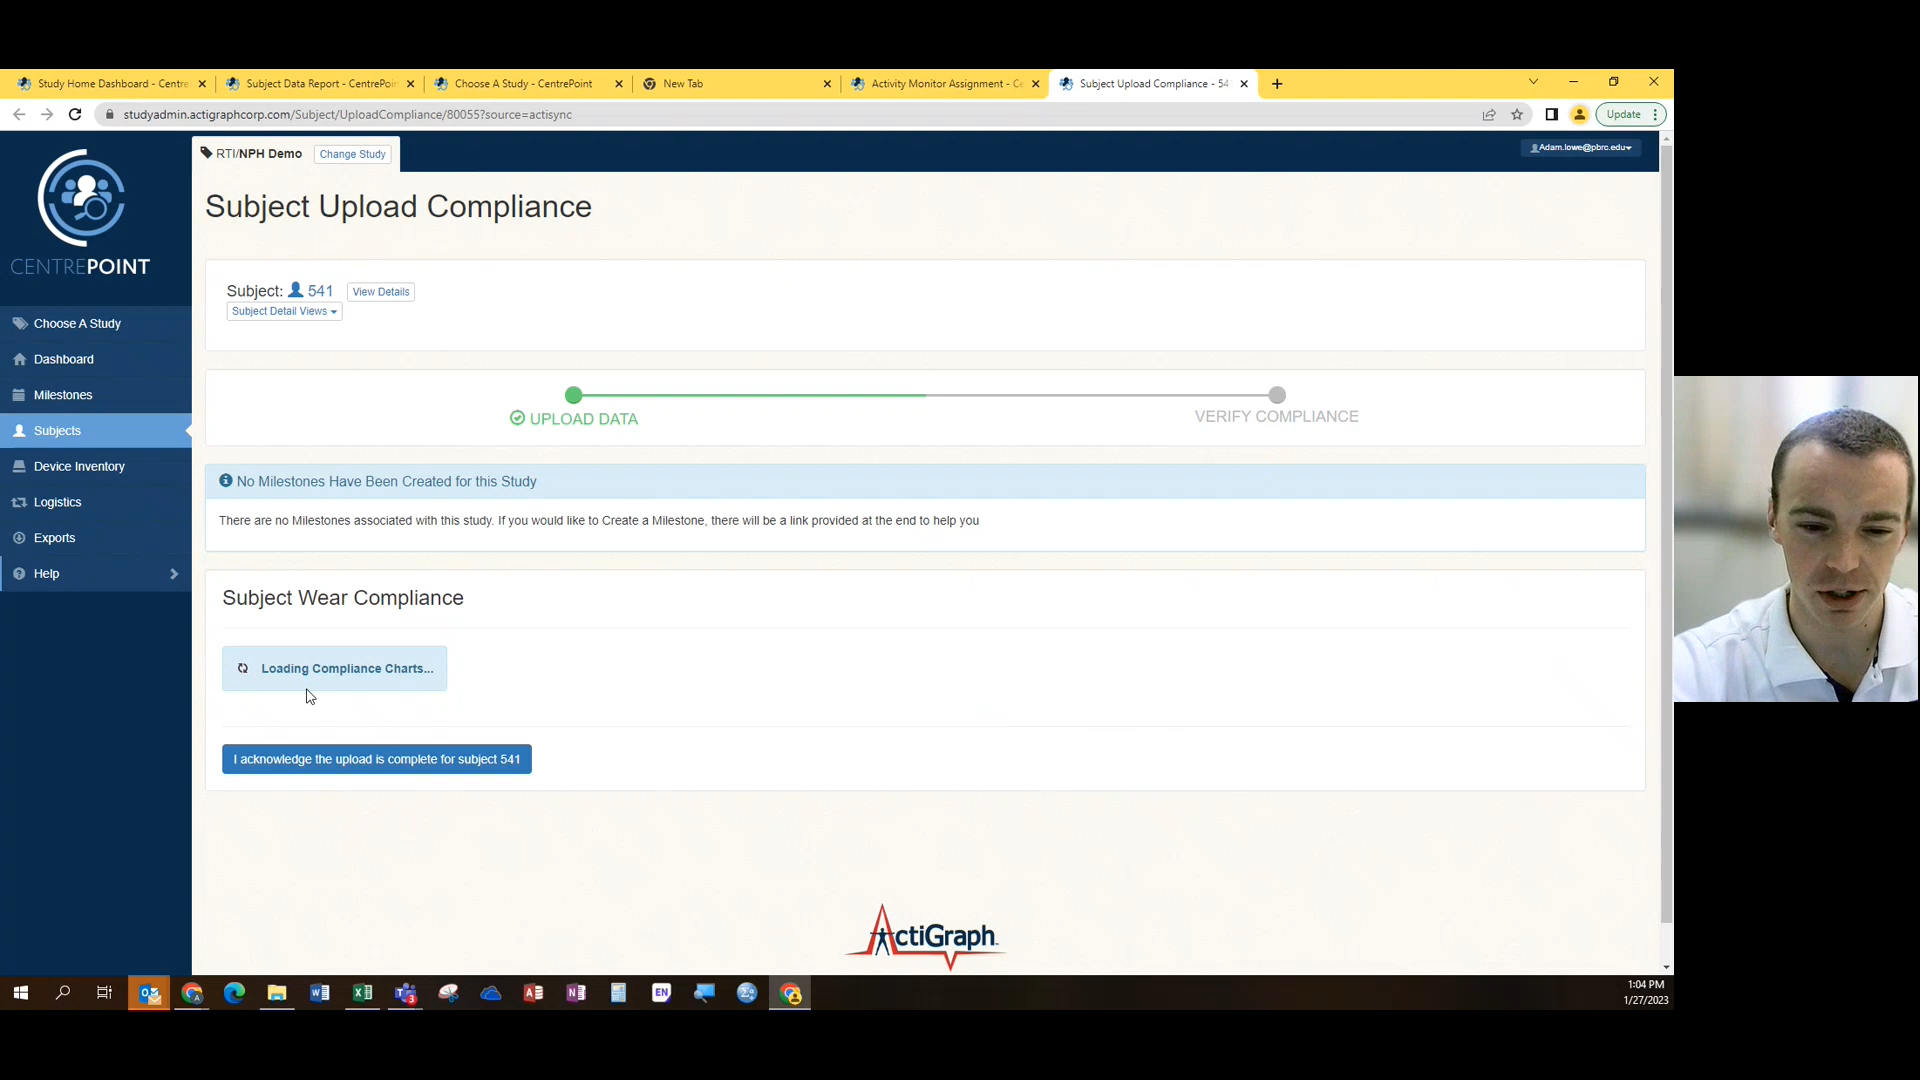 Study Home Dashboard - Centre
Subject Data Report - CentrePoin
Choose A Study - CentrePoint
New Tab
Activity Monitor Assignment - Ce
Subject Upload Compliance - 54
studyadmin.actigraphcorp.com/Subject/UploadCompliance/80055?source=actisync
Update
RTI/NPH Demo
Change Study
Adam.lowe@pbrc.edu
CENTREPOINT
Choose A Study
Dashboard
Milestones
Subjects
Device Inventory
Logistics
Exports
Help
Subject Upload Compliance
Subject: 541
View Details
Subject Detail Views
UPLOAD DATA
VERIFY COMPLIANCE
No Milestones Have Been Created for this Study
There are no Milestones associated with this study. If you would like to Create a Milestone, there will be a link provided at the end to help you
Subject Wear Compliance
Loading Compliance Charts...
I acknowledge the upload is complete for subject 541
ActiGraph
EN
3
1:04 PM
1/27/2023